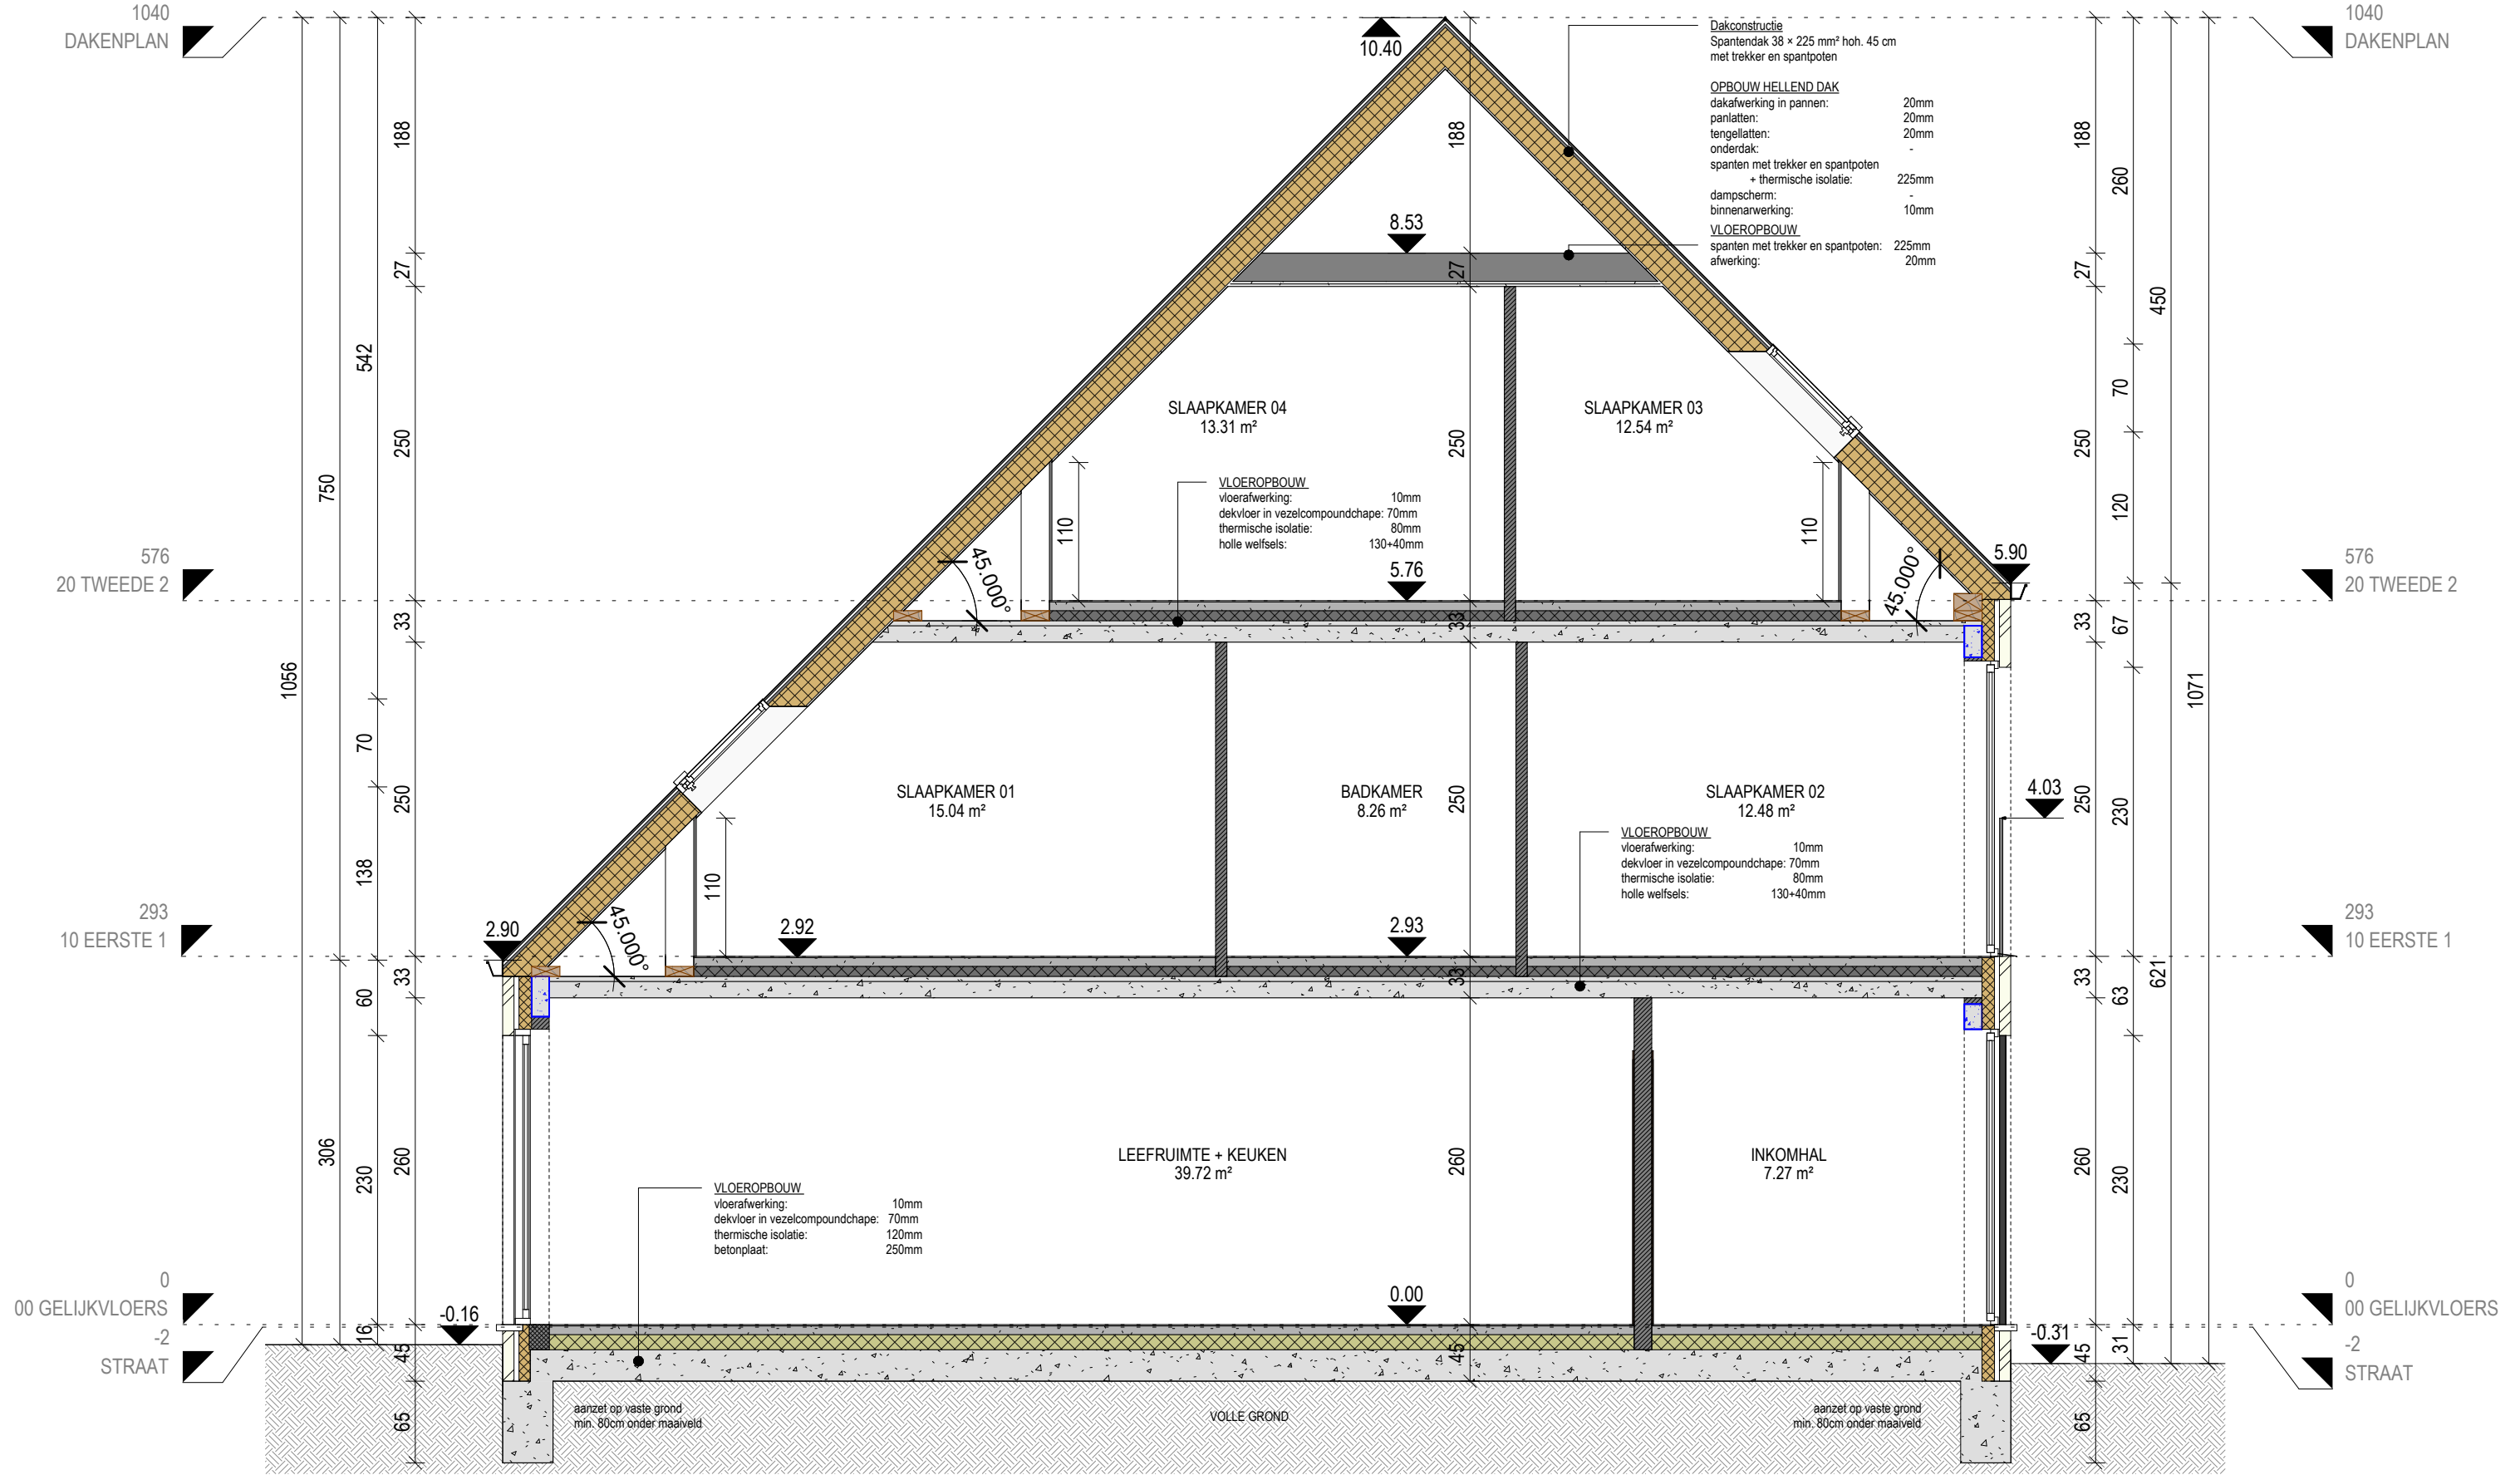 1040
DAKENPLAN
10.40
Dakconstructie
Spantendak 38 × 225 mm² hoh. 45 cm
met trekker en spantpoten
OPBOUW HELLEND DAK
dakafwerking in pannen: 20mm
panlatten: 20mm
tengellatten: 20mm
onderdak: -
spanten met trekker en spantpoten
+ thermische isolatie: 225mm
dampscherm: -
binnenarwerking: 10mm
VLOEROPBOUW
spanten met trekker en spantpoten: 225mm
afwerking: 20mm
1040
DAKENPLAN
188
188
188
260
8.53
27
27
27
542
450
750
250
250
250
70
SLAAPKAMER 04
13.31 m²
SLAAPKAMER 03
12.54 m²
VLOEROPBOUW
vloerafwerking: 10mm
dekvloer in vezelcompoundchape: 70mm
thermische isolatie: 80mm
holle welfsels: 130+40mm
110
110
120
576
20 TWEEDE 2
45.000°
5.76
45.000°
5.90
576
20 TWEEDE 2
33
33
33
67
1056
1071
70
250
250
250
230
SLAAPKAMER 01
15.04 m²
BADKAMER
8.26 m²
SLAAPKAMER 02
12.48 m²
4.03
VLOEROPBOUW
vloerafwerking: 10mm
dekvloer in vezelcompoundchape: 70mm
thermische isolatie: 80mm
holle welfsels: 130+40mm
138
110
293
10 EERSTE 1
2.90
45.000°
2.92
2.93
293
10 EERSTE 1
33
33
33
60
63
621
306
230
260
260
260
230
LEEFRUIMTE + KEUKEN
39.72 m²
INKOMHAL
7.27 m²
VLOEROPBOUW
vloerafwerking: 10mm
dekvloer in vezelcompoundchape: 70mm
thermische isolatie: 120mm
betonplaat: 250mm
0
00 GELIJKVLOERS
-2
STRAAT
16
-0.16
0.00
-0.31
31
0
00 GELIJKVLOERS
-2
STRAAT
45
45
45
65
65
aanzet op vaste grond
min. 80cm onder maaiveld
VOLLE GROND
aanzet op vaste grond
min. 80cm onder maaiveld